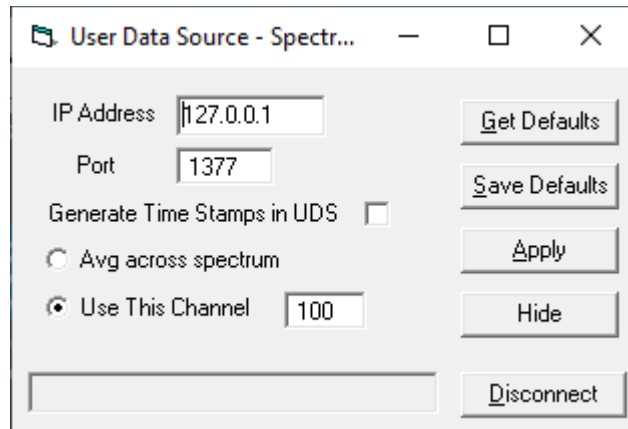 User Data Source - Spectr...
IP Address 127.0.0.1
Get Defaults
Port 1377
Save Defaults
Generate Time Stamps in UDS
Avg across spectrum
Apply
Use This Channel 100
Hide
Disconnect